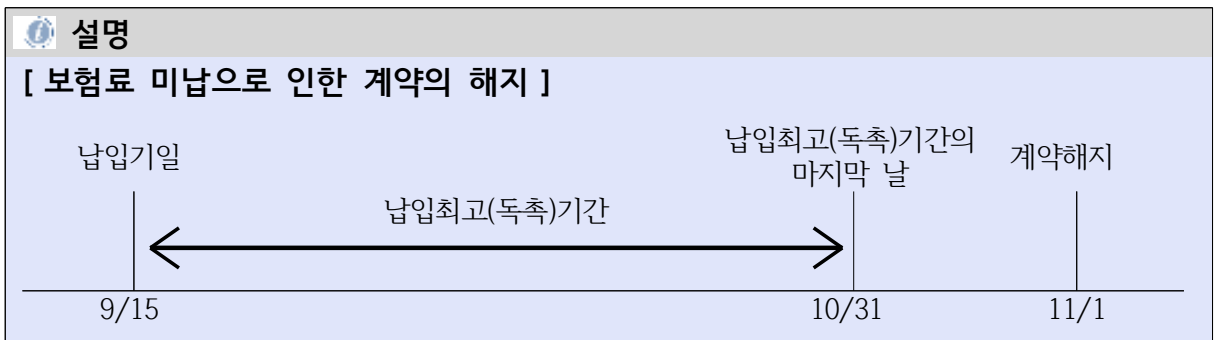 설명
[ 보험료 미납으로 인한 계약의 해지 ]
납입기일
납입최고(독촉)기간의
마지막 날
계약해지
납입최고(독촉)기간
9/15
10/31
11/1